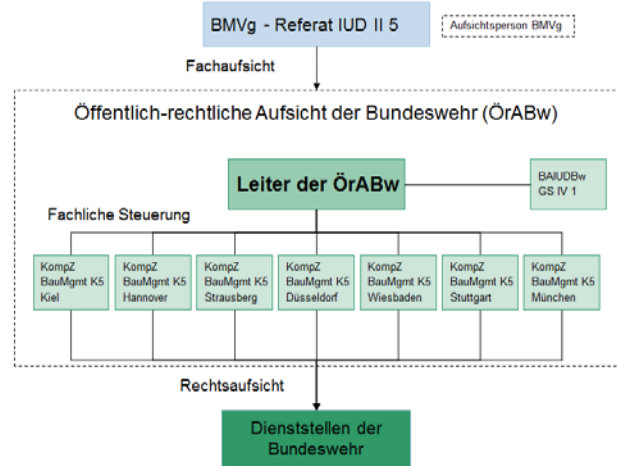 BMVg - Referat IUD II 5
Aufsichtsperson BMVg
Fachaufsicht
Öffentlich-rechtliche Aufsicht der Bundeswehr (ÖrABw)
Leiter der ÖrABw
BAIUDBw
GS IV 1
Fachliche Steuerung
KompZ
BauMgmt K5
Kiel
KompZ
BauMgmt K5
Hannover
KompZ
BauMgmt K5
Strausberg
KompZ
BauMgmt K5
Düsseldorf
KompZ
BauMgmt K5
Wiesbaden
KompZ
BauMgmt K5
Stuttgart
KompZ
BauMgmt K5
München
Rechtsaufsicht
Dienststellen der
Bundeswehr